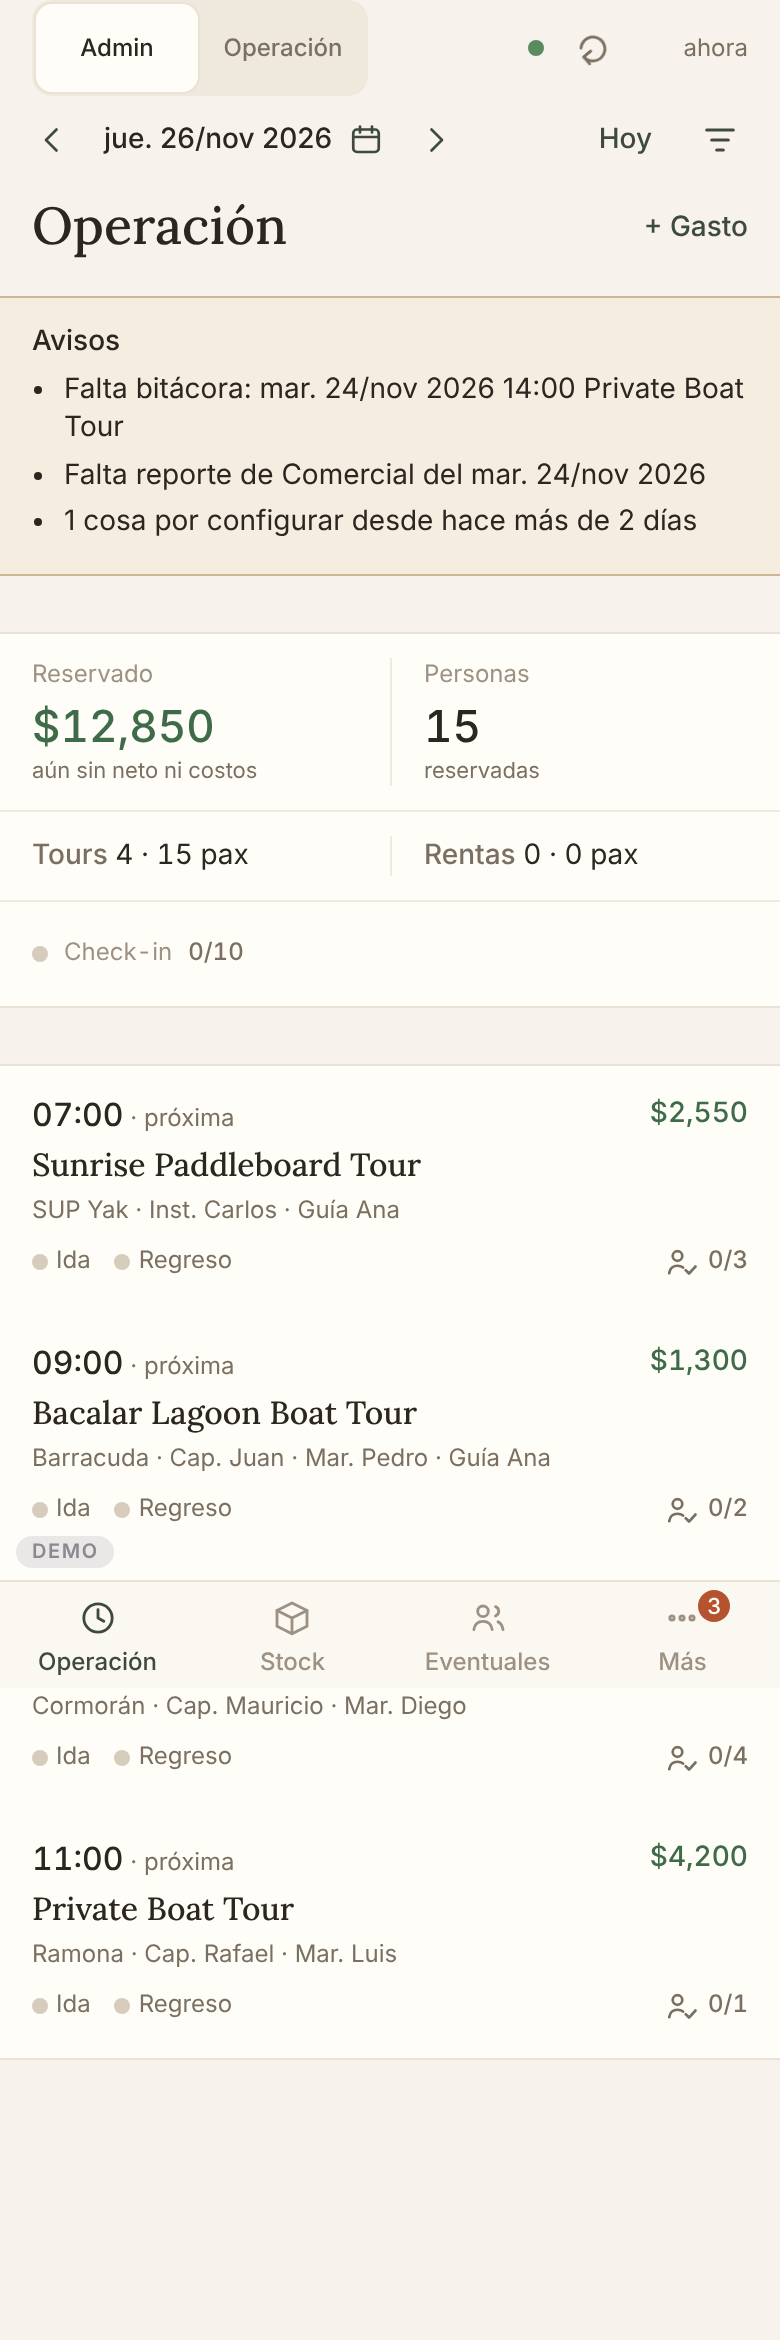 Admin
Operación
ahora
jue. 26/nov 2026
Hoy
Operación
+ Gasto
Avisos
• Falta bitácora: mar. 24/nov 2026 14:00 Private Boat
Tour
• Falta reporte de Comercial del mar. 24/nov 2026
• 1 cosa por configurar desde hace más de 2 días
Reservado
$12,850
aún sin neto ni costos
Personas
15
reservadas
Tours 4 · 15 pax
Rentas 0 · 0 pax
Check-in 0/10
07:00 · próxima
$2,550
Sunrise Paddleboard Tour
SUP Yak · Inst. Carlos · Guía Ana
Ida Regreso
0/3
09:00 · próxima
$1,300
Bacalar Lagoon Boat Tour
Barracuda · Cap. Juan · Mar. Pedro · Guía Ana
Ida Regreso
0/2
DEMO
Operación
Stock
Eventuales
Más
3
Cormorán · Cap. Mauricio · Mar. Diego
Ida Regreso
0/4
11:00 · próxima
$4,200
Private Boat Tour
Ramona · Cap. Rafael · Mar. Luis
Ida Regreso
0/1